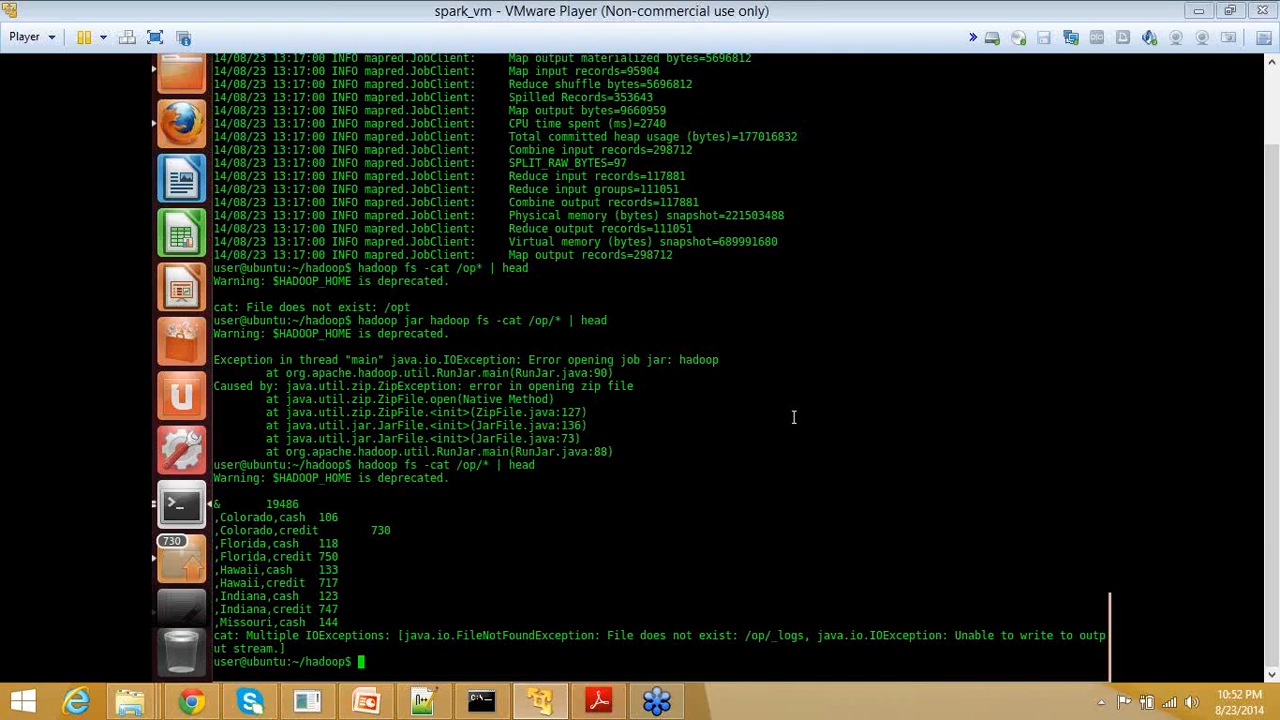 spark_vm - VMware Player (Non-commercial use only)
Player
14/08/23 13:17:00 INFO mapred.JobClient:     Map output materialized bytes=5696812
14/08/23 13:17:00 INFO mapred.JobClient:     Map input records=95904
14/08/23 13:17:00 INFO mapred.JobClient:     Reduce shuffle bytes=5696812
14/08/23 13:17:00 INFO mapred.JobClient:     Spilled Records=353643
14/08/23 13:17:00 INFO mapred.JobClient:     Map output bytes=9660959
14/08/23 13:17:00 INFO mapred.JobClient:     CPU time spent (ms)=2740
14/08/23 13:17:00 INFO mapred.JobClient:     Total committed heap usage (bytes)=177016832
14/08/23 13:17:00 INFO mapred.JobClient:     Combine input records=298712
14/08/23 13:17:00 INFO mapred.JobClient:     SPLIT_RAW_BYTES=97
14/08/23 13:17:00 INFO mapred.JobClient:     Reduce input records=117881
14/08/23 13:17:00 INFO mapred.JobClient:     Reduce input groups=111051
14/08/23 13:17:00 INFO mapred.JobClient:     Combine output records=117881
14/08/23 13:17:00 INFO mapred.JobClient:     Physical memory (bytes) snapshot=221503488
14/08/23 13:17:00 INFO mapred.JobClient:     Reduce output records=111051
14/08/23 13:17:00 INFO mapred.JobClient:     Virtual memory (bytes) snapshot=689991680
14/08/23 13:17:00 INFO mapred.JobClient:     Map output records=298712
user@ubuntu:~/hadoop$ hadoop fs -cat /op* | head
Warning: $HADOOP_HOME is deprecated.
cat: File does not exist: /opt
user@ubuntu:~/hadoop$ hadoop jar hadoop fs -cat /op/* | head
Warning: $HADOOP_HOME is deprecated.
Exception in thread "main" java.io.IOException: Error opening job jar: hadoop
at org.apache.hadoop.util.RunJar.main(RunJar.java:90)
Caused by: java.util.zip.ZipException: error in opening zip file
at java.util.zip.ZipFile.open(Native Method)
at java.util.zip.ZipFile.<init>(ZipFile.java:127)
at java.util.jar.JarFile.<init>(JarFile.java:136)
at java.util.jar.JarFile.<init>(JarFile.java:73)
at org.apache.hadoop.util.RunJar.main(RunJar.java:88)
user@ubuntu:~/hadoop$ hadoop fs -cat /op/* | head
Warning: $HADOOP_HOME is deprecated.
& 19486
,Colorado,cash 106
,Colorado,credit 730
,Florida,cash 118
,Florida,credit 750
,Hawaii,cash 133
,Hawaii,credit 717
,Indiana,cash 123
,Indiana,credit 747
,Missouri,cash 144
cat: Multiple IOExceptions: [java.io.FileNotFoundException: File does not exist: /op/_logs, java.io.IOException: Unable to write to outp
ut stream.]
user@ubuntu:~/hadoop$
730
10:52 PM
8/23/2014